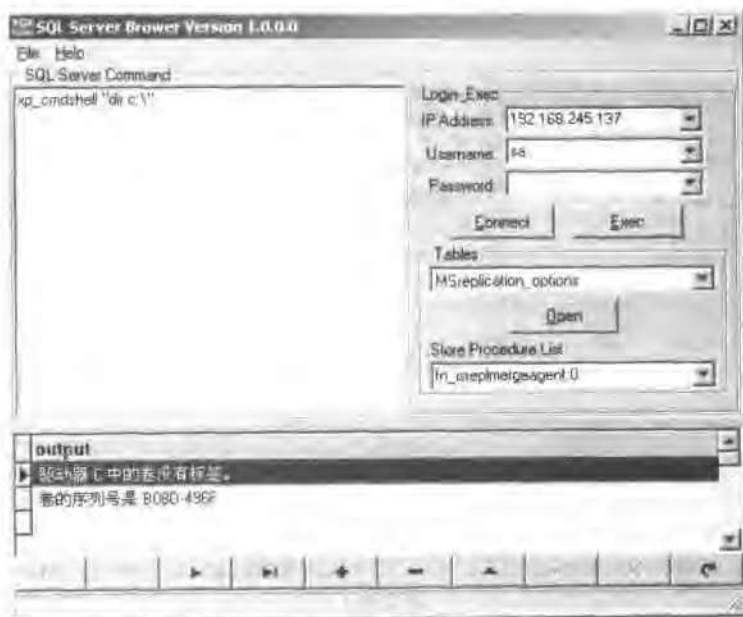 SQL Server Brower Version 1.0.0.0
File Help
SQL Server Command
xp_cmdshell "dir c:\"
Login_Exec
IP Address 192.168.245.137
Username sa
Password
Connect
Exec
Tables
MSreplication_options
Open
Store Procedure List
output
驱动器 C 中的卷没有标签。
卷的序列号是